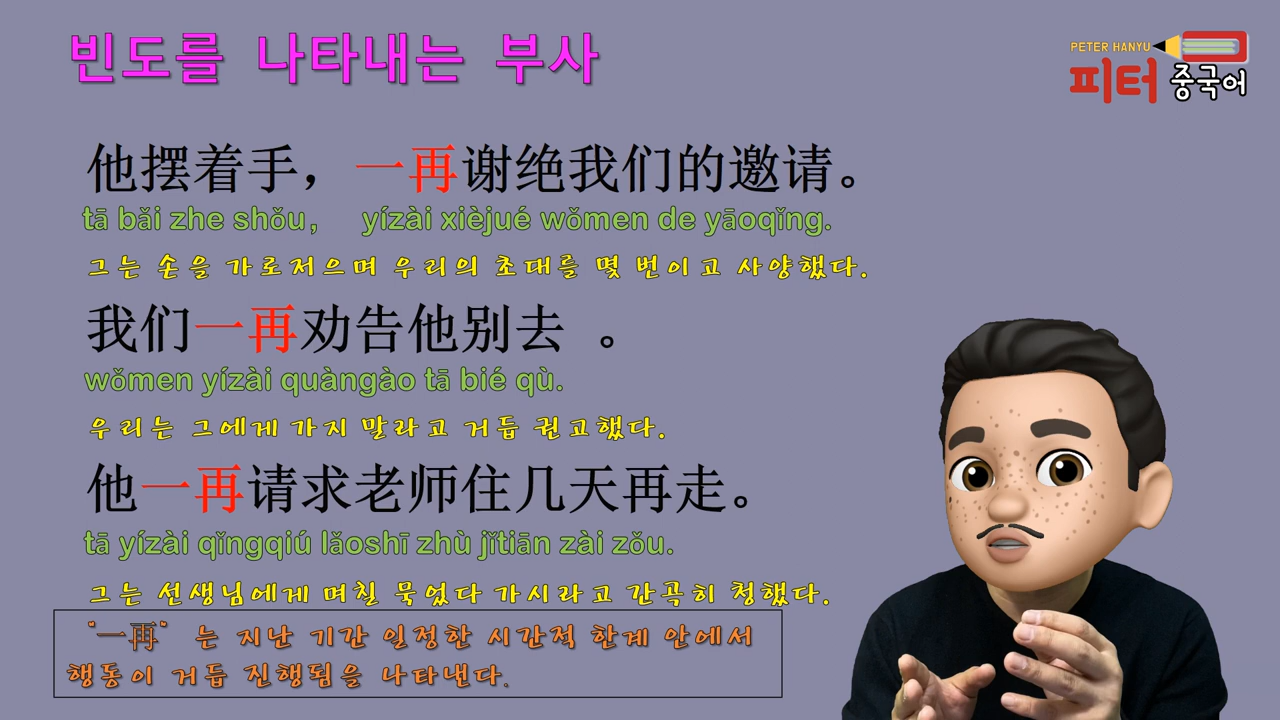 빈도를 나타내는 부사
PETER HANYU
피터 중국어
他摆着手，一再谢绝我们的邀请。
tā bǎi zhe shǒu， yízài xièjué wǒmen de yāoqǐng.
그는 손을 가로저으며 우리의 초대를 몇 번이고 사양했다.
我们一再劝告他别去 。
wǒmen yízài quàngào tā bié qù.
우리는 그에게 가지 말라고 거듭 권고했다.
他一再请求老师住几天再走。
tā yízài qǐngqiú lǎoshī zhù jǐtiān zài zǒu.
그는 선생님에게 며칠 묵었다 가시라고 간곡히 청했다.
"一再" 는 지난 기간 일정한 시간적 한계 안에서
행동이 거듭 진행됨을 나타낸다.